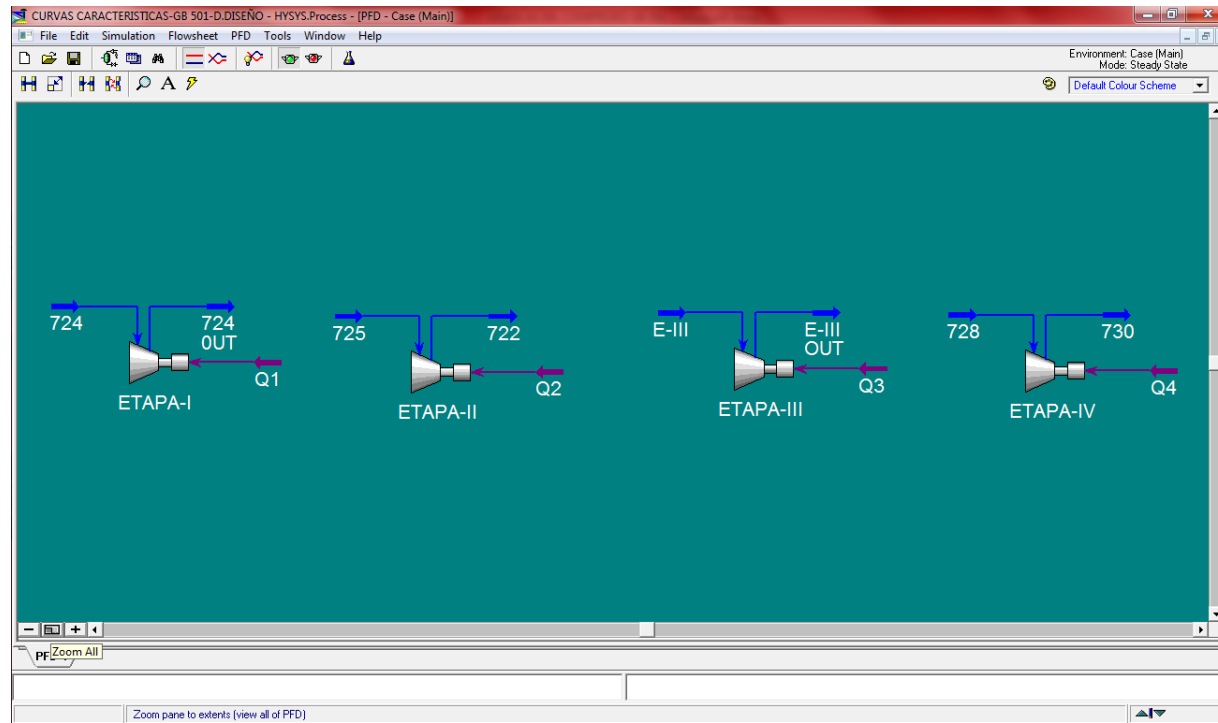 CURVAS CARACTERISTICAS-GB 501-D.DISEÑO - HYSYS.Process - [PFD - Case (Main)]
File Edit Simulation Flowsheet PFD Tools Window Help
Environment: Case (Main)
Mode: Steady State
A
Default Colour Scheme
724
724
0UT
Q1
ETAPA-I
725
722
Q2
ETAPA-II
E-III
E-III
OUT
Q3
ETAPA-III
728
730
Q4
ETAPA-IV
Zoom All
Zoom pane to extents (view all of PFD)